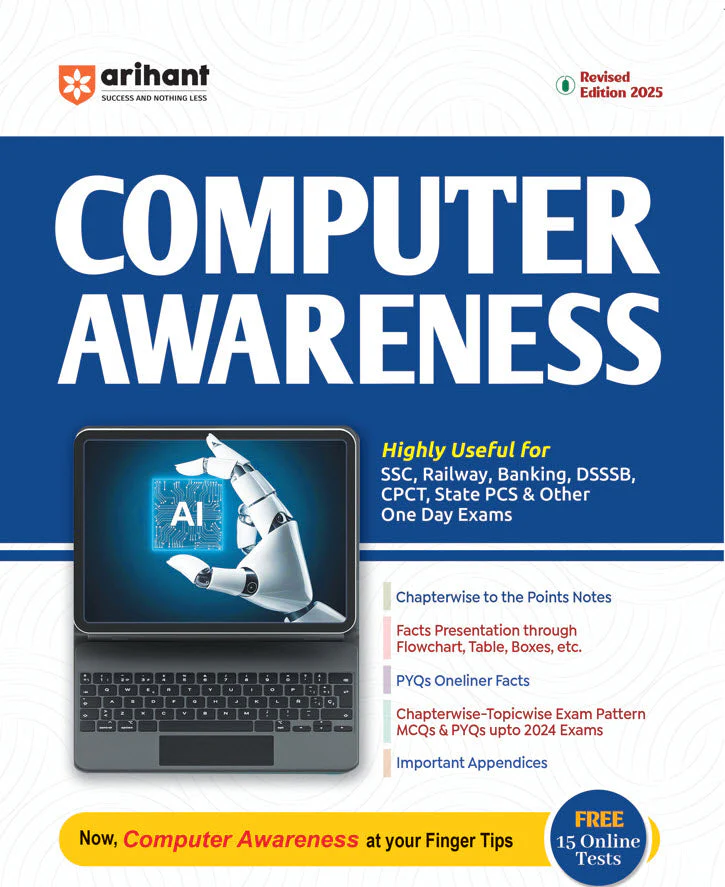 arihant
SUCCESS AND NOTHING LESS
Revised
Edition 2025
COMPUTER
AWARENESS
AI
Highly Useful for
SSC, Railway, Banking, DSSSB,
CPCT, State PCS & Other
One Day Exams
Chapterwise to the Points Notes
Facts Presentation through
Flowchart, Table, Boxes, etc.
PYQs Oneliner Facts
Chapterwise-Topicwise Exam Pattern
MCQs & PYQs upto 2024 Exams
Important Appendices
Now, Computer Awareness at your Finger Tips
FREE
15 Online
Tests